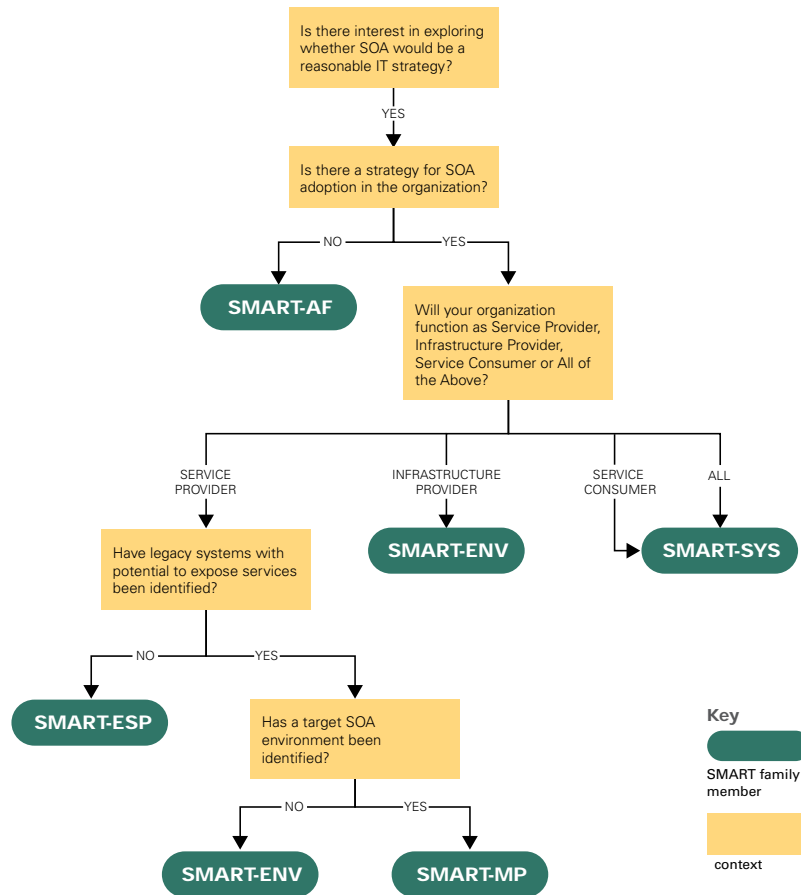 Is there interest in exploring
whether SOA would be a
reasonable IT strategy?
YES
Is there a strategy for SOA
adoption in the organization?
NO
YES
SMART-AF
Will your organization
function as Service Provider,
Infrastructure Provider,
Service Consumer or All of
the Above?
SERVICE
PROVIDER
INFRASTRUCTURE
PROVIDER
SERVICE
CONSUMER
ALL
Have legacy systems with
potential to expose services
been identified?
SMART-ENV
SMART-SYS
NO
YES
SMART-ESP
Has a target SOA
environment been
identified?
NO
YES
SMART-ENV
SMART-MP
Key
SMART family
member
context